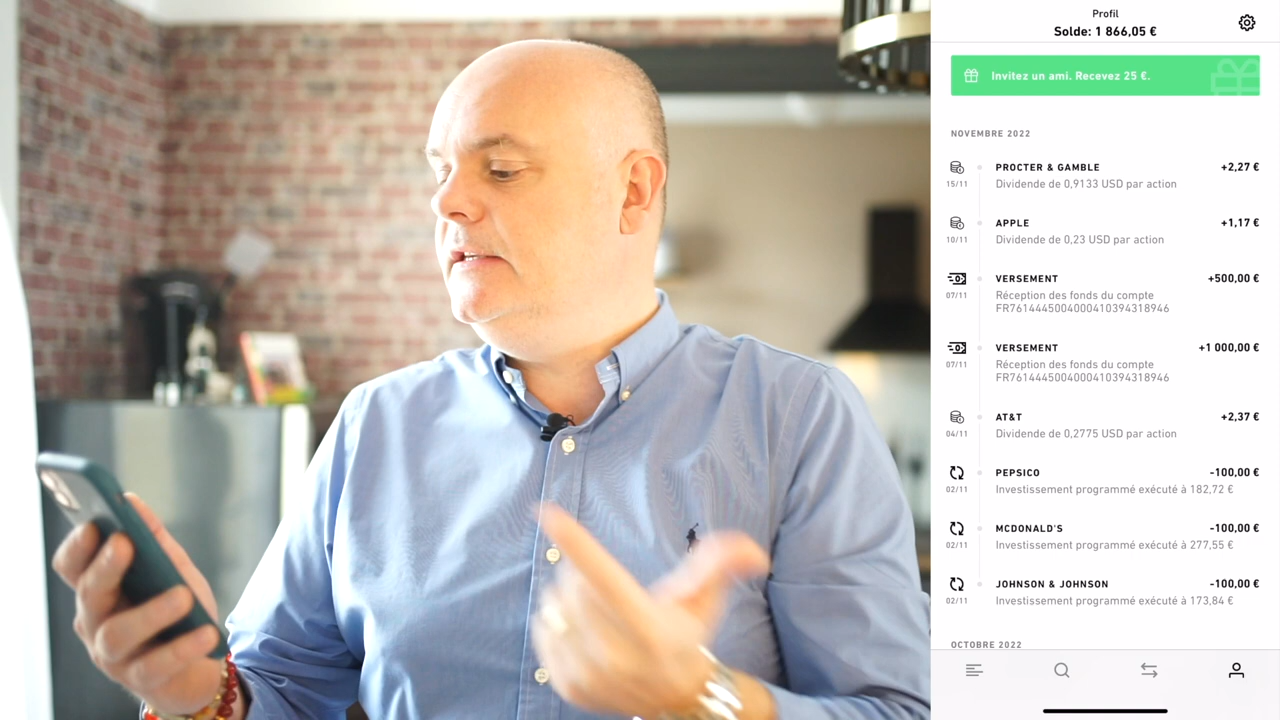 Profil
Solde: 1 866,05 €
Invitez un ami. Recevez 25 €.
NOVEMBRE 2022
PROCTER & GAMBLE +2,27 €
15/11 Dividende de 0,9133 USD par action
APPLE +1,17 €
10/11 Dividende de 0,23 USD par action
VERSEMENT +500,00 €
07/11 Réception des fonds du compte
FR7614445004000410394318946
VERSEMENT +1 000,00 €
07/11 Réception des fonds du compte
FR7614445004000410394318946
AT&T +2,37 €
04/11 Dividende de 0,2775 USD par action
PEPSICO -100,00 €
02/11 Investissement programmé exécuté à 182,72 €
MCDONALD'S -100,00 €
02/11 Investissement programmé exécuté à 277,55 €
JOHNSON & JOHNSON -100,00 €
02/11 Investissement programmé exécuté à 173,84 €
OCTOBRE 2022